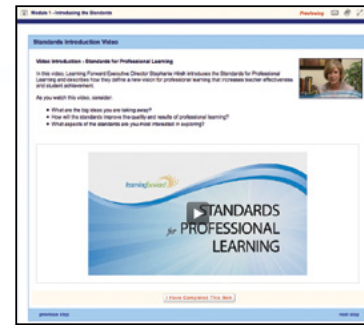 Module 1 - Introducing the Standards
Previewing
Standards Introduction Video
Video Introduction - Standards for Professional Learning
In this video, Learning Forward Executive Director Stephanie Hirsh introduces the Standards for Professional
Learning and describes how they define a new vision for professional learning that increases teacher effectiveness
and student achievement.
As you watch this video, consider:
• What are the big ideas you are taking away?
• How will the standards improve the quality and results of professional learning?
• What aspects of the standards are you most interested in exploring?
learningforward
STANDARDS
for PROFESSIONAL
LEARNING
I Have Completed This Item
previous step
next step